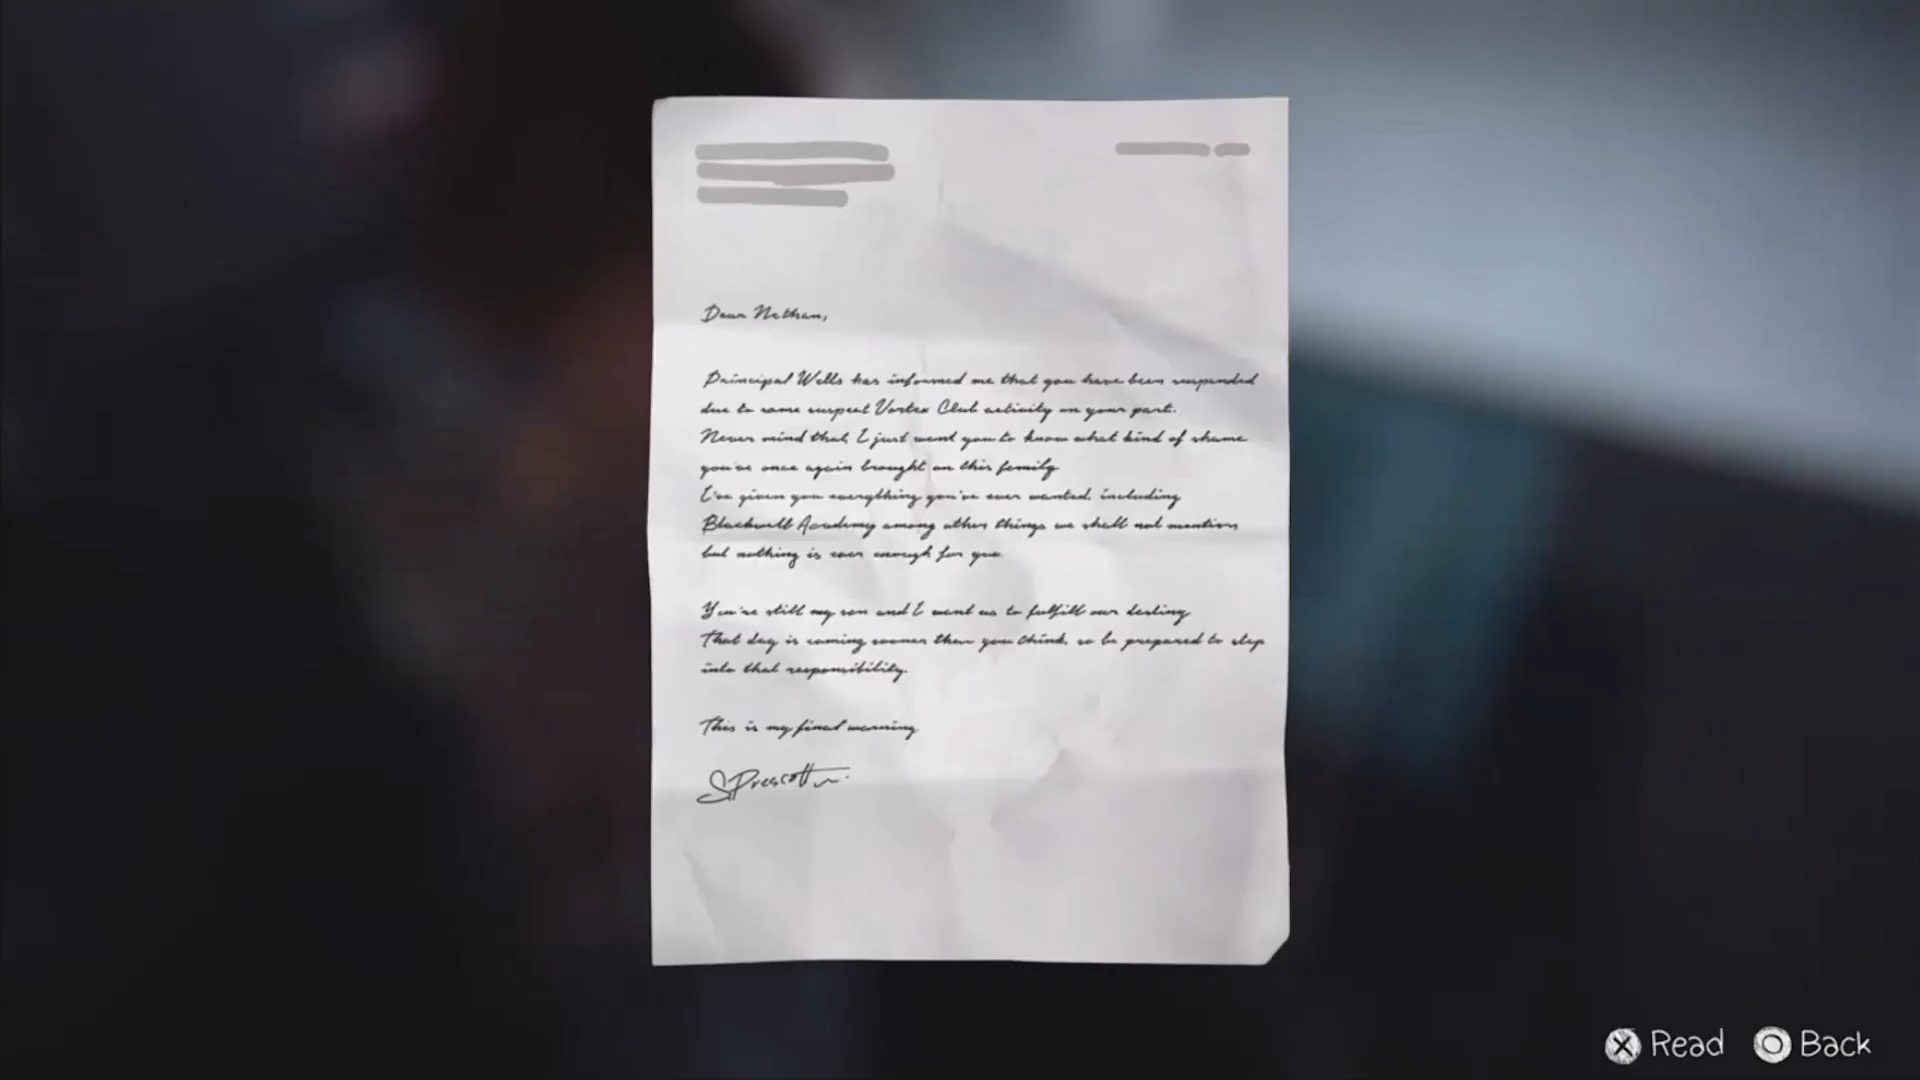 Dear Nathan,
Principal Wells has informed me that you have been suspended
due to some suspect Vortex Club activity on your part.
Never mind that, I just want you to know what kind of shame
you've once again brought on this family
I've given you everything you've ever wanted, including
Blackwell Academy among other things we shall not mention,
but nothing is ever enough for you.
You're still my son and I want us to fulfill our destiny
That day is coming sooner than you think, so be prepared to step
into that responsibility.
This is my final warning
S Prescott
Read
Back